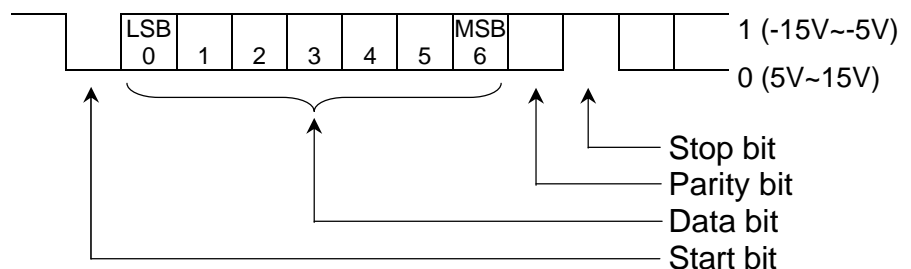 LSB MSB 1 (-15V~-5V)
0 1 2 3 4 5 6
0 (5V~15V)
Stop bit
Parity bit
Data bit
Start bit